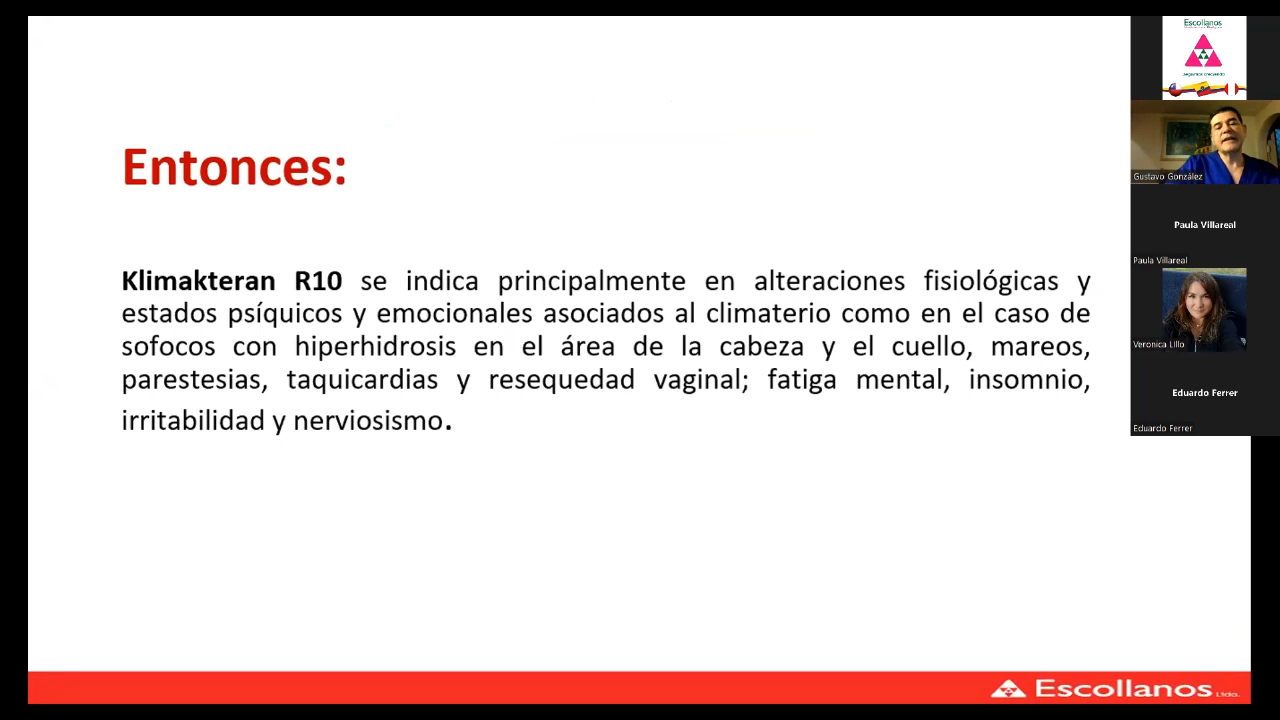 Entonces:
Klimakteran R10 se indica principalmente en alteraciones fisiológicas y
estados psíquicos y emocionales asociados al climaterio como en el caso de
sofocos con hiperhidrosis en el área de la cabeza y el cuello, mareos,
parestesias, taquicardias y resequedad vaginal; fatiga mental, insomnio,
irritabilidad y nerviosismo.
Escollanos Ltda.
Escollanos
Gustavo González
Paula Villareal
Paula Villareal
Veronica LIllo
Eduardo Ferrer
Eduardo Ferrer